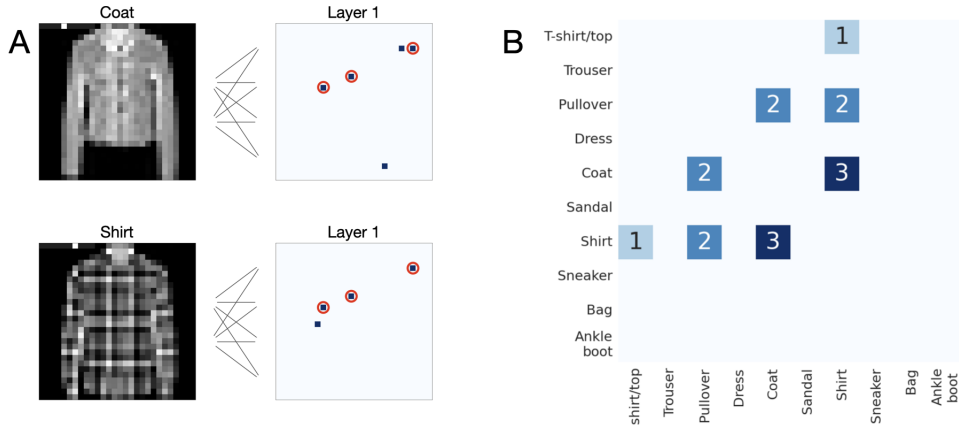 A
Coat
Layer 1
Shirt
Layer 1
B
T-shirt/top
1
Trouser
Pullover
2 2
Dress
Coat
2 3
Sandal
Shirt
1 2 3
Sneaker
Bag
Ankle
boot
shirt/top
Trouser
Pullover
Dress
Coat
Sandal
Shirt
Sneaker
Bag
Ankle
boot